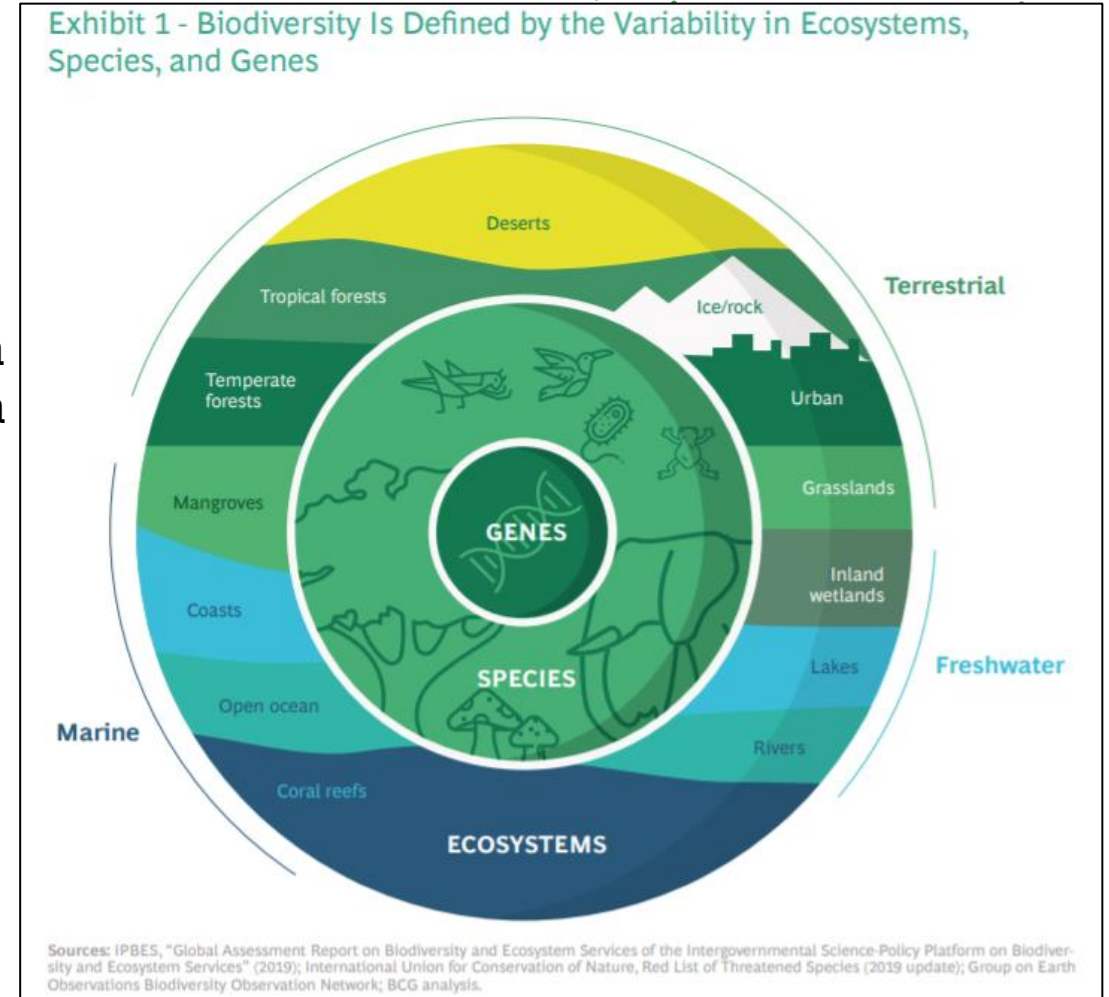 Exhibit 1 - Biodiversity Is Defined by the Variability in Ecosystems,
Species, and Genes
Deserts
Terrestrial
Tropical forests
Ice/rock
Temperate
forests
Urban
Mangroves
Grasslands
GENES
Inland
wetlands
Coasts
Lakes
Freshwater
SPECIES
Open ocean
Marine
Rivers
Coral reefs
ECOSYSTEMS
Sources: IPBES, "Global Assessment Report on Biodiversity and Ecosystem Services of the Intergovernmental Science-Policy Platform on Biodiver-
sity and Ecosystem Services" (2019); International Union for Conservation of Nature, Red List of Threatened Species (2019 update); Group on Earth
Observations Biodiversity Observation Network; BCG analysis.